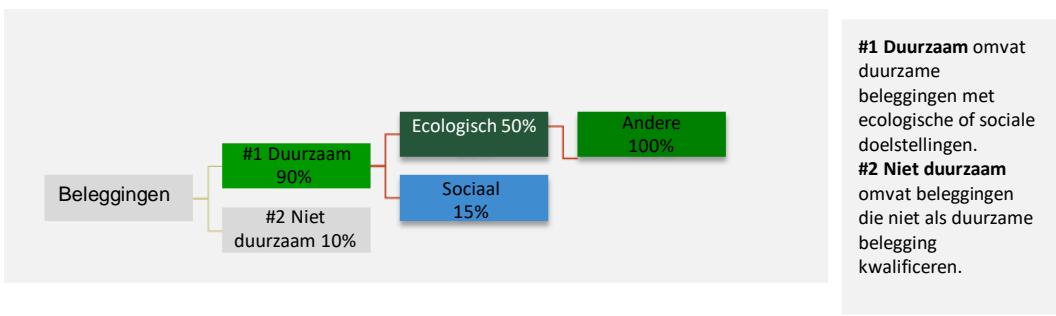 Beleggingen
#1 Duurzaam
90%
#2 Niet
duurzaam 10%
Ecologisch 50%
Sociaal
15%
Andere
100%
#1 Duurzaam omvat
duurzame
beleggingen met
ecologische of sociale
doelstellingen.
#2 Niet duurzaam
omvat beleggingen
die niet als duurzame
belegging
kwalificeren.